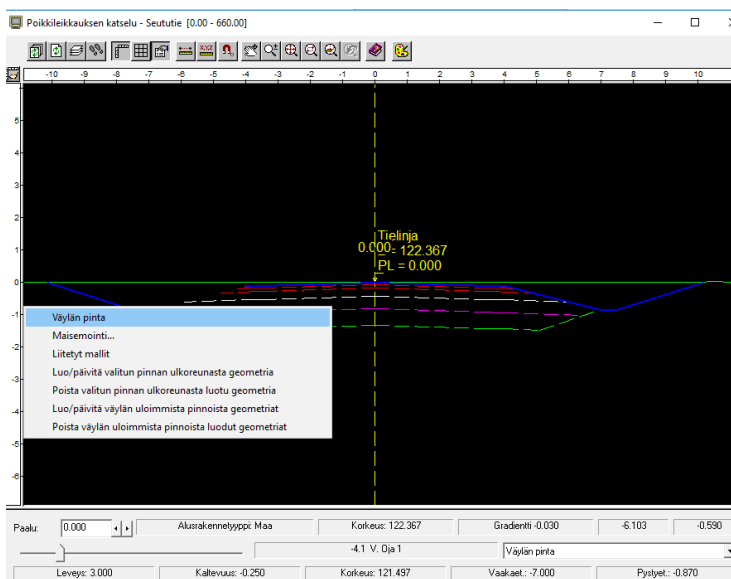 Poikkileikkauksen katselu - Seututie [0.00 - 660.00]
X,Y,Z
-10 -9 -8 -7 -6 -5 -4 -3 -2 -1 0 1 2 3 4 5 6 7 8 9 10
5
4
3
2
1
0
-1
-2
-3
-4
-5
-6
Tielinja
0.000 = 122.367
PL = 0.000
Väylän pinta
Maisemointi...
Liitetyt mallit
Luo/päivitä valitun pinnan ulkoreunasta geometria
Poista valitun pinnan ulkoreunasta luotu geometria
Luo/päivitä väylän uloimmista pinnoista geometriat
Poista väylän uloimmista pinnoista luodut geometriat
Paalu: 0.000 Alusrakennetyyppi: Maa Korkeus: 122.367 Gradientti -0.030 -6.103 -0.590
-4.1 V. Oja 1 Väylän pinta
Leveys: 3.000 Kaltevuus: -0.250 Korkeus: 121.497 Vaakaet.: -7.000 Pystyet.: -0.870